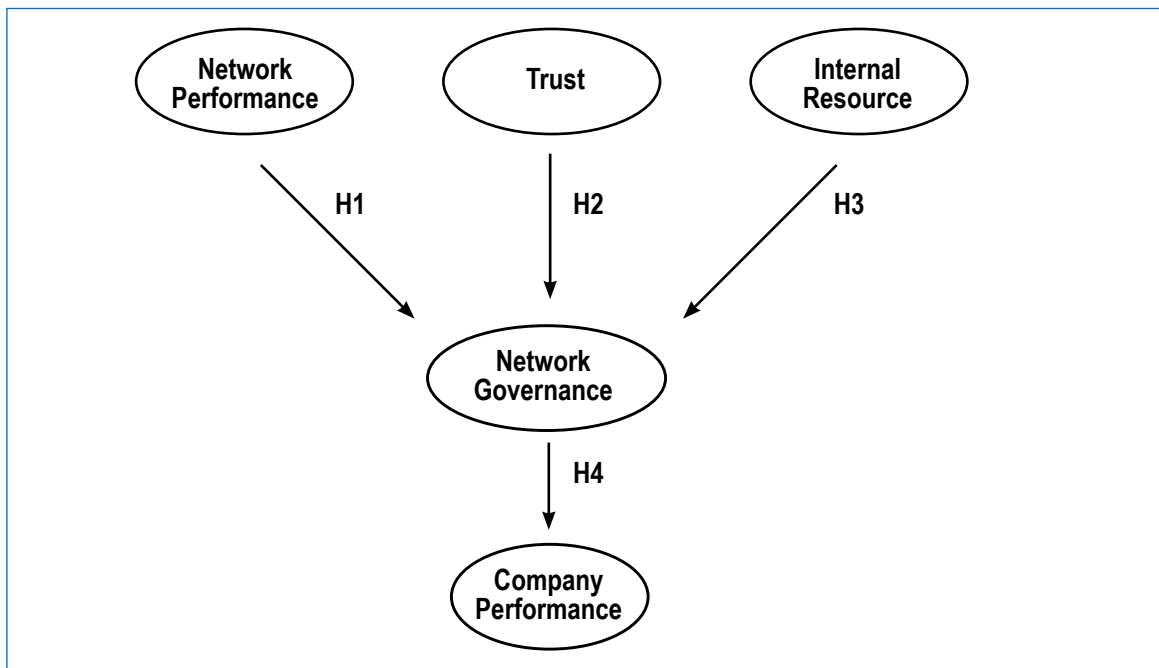 Network
Performance
Trust
Internal
Resource
H1
H2
H3
Network
Governance
H4
Company
Performance